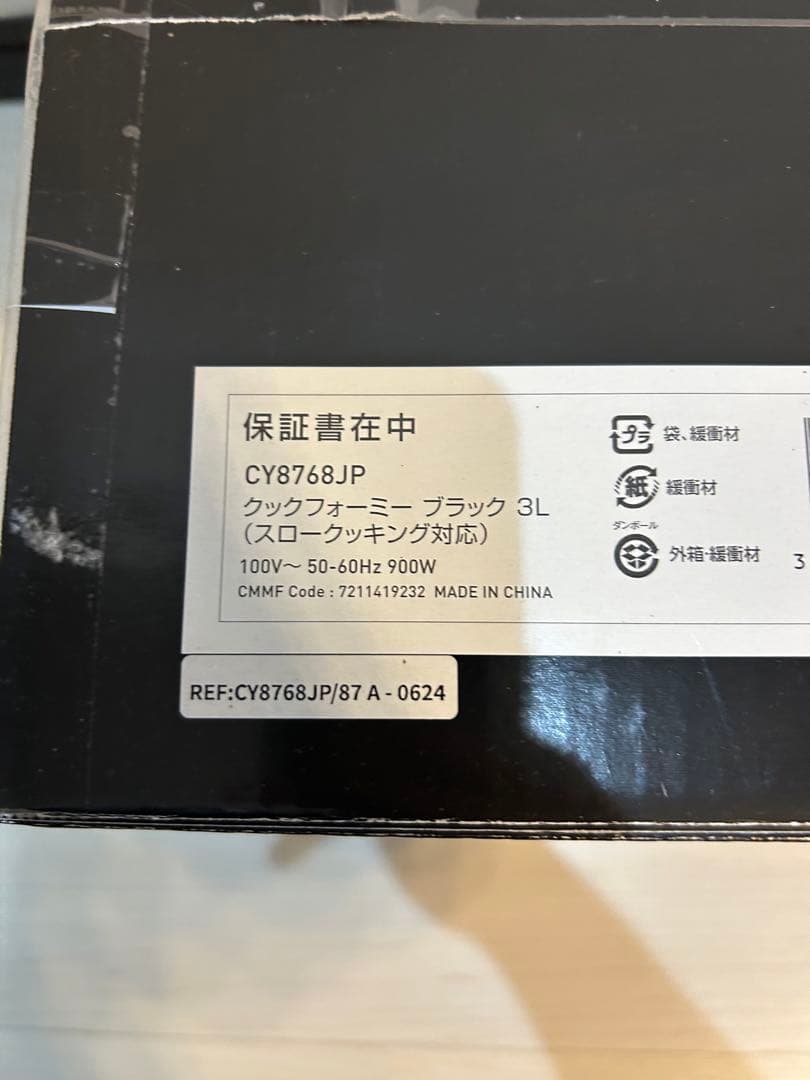 保証書在中
CY8768JP
クックフォーミー ブラック 3L
（スロークッキング対応）
100V～ 50-60Hz 900W
CMMF Code : 7211419232 MADE IN CHINA
プラ 袋、緩衝材
紙 緩衝材
ダンボール
外箱・緩衝材
3
REF:CY8768JP/87 A - 0624